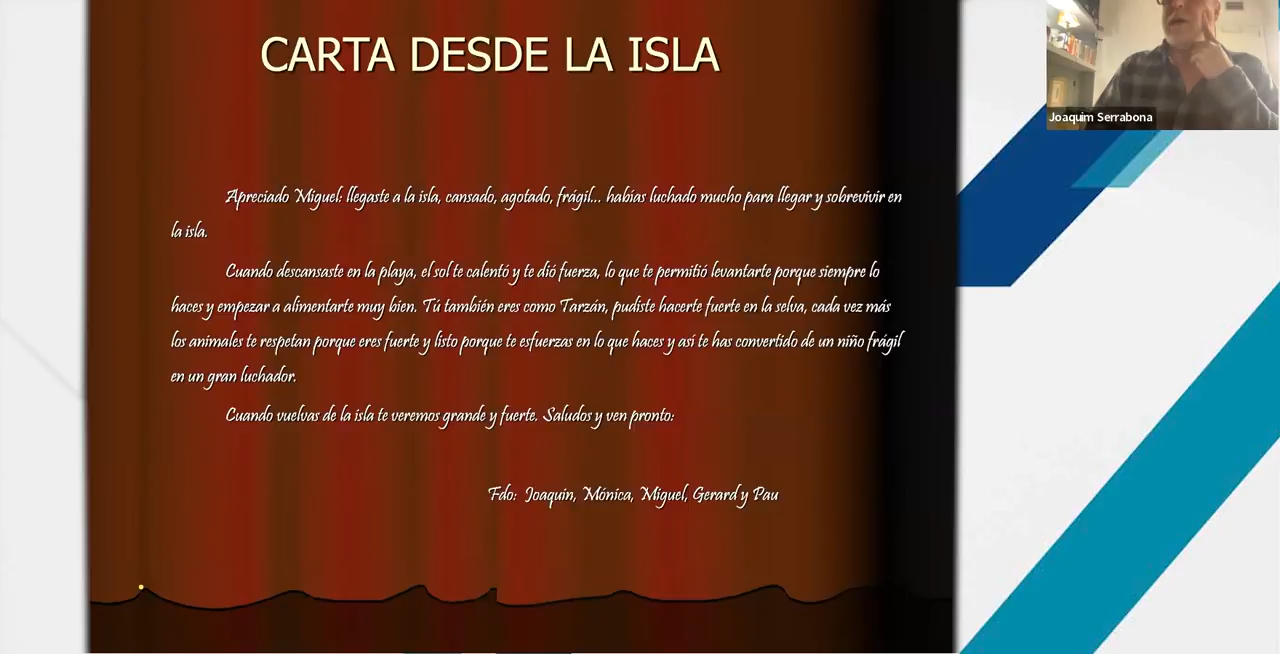 CARTA DESDE LA ISLA
Joaquim Serrabona
Apreciado Miguel: llegaste a la isla, cansado, agotado, frágil... habías luchado mucho para llegar y sobrevivir en
la isla.
Cuando descansaste en la playa, el sol te calentó y te dió fuerza, lo que te permitió levantarte porque siempre lo
haces y empezar a alimentarte muy bien. Tú también eres como Tarzán, pudiste hacerte fuerte en la selva, cada vez más
los animales te respetan porque eres fuerte y listo porque te esfuerzas en lo que haces y así te has convertido de un niño frágil
en un gran luchador.
Cuando vuelvas de la isla te veremos grande y fuerte. Saludos y ven pronto:
Fdo: Joaquin, Mónica, Miguel, Gerard y Pau